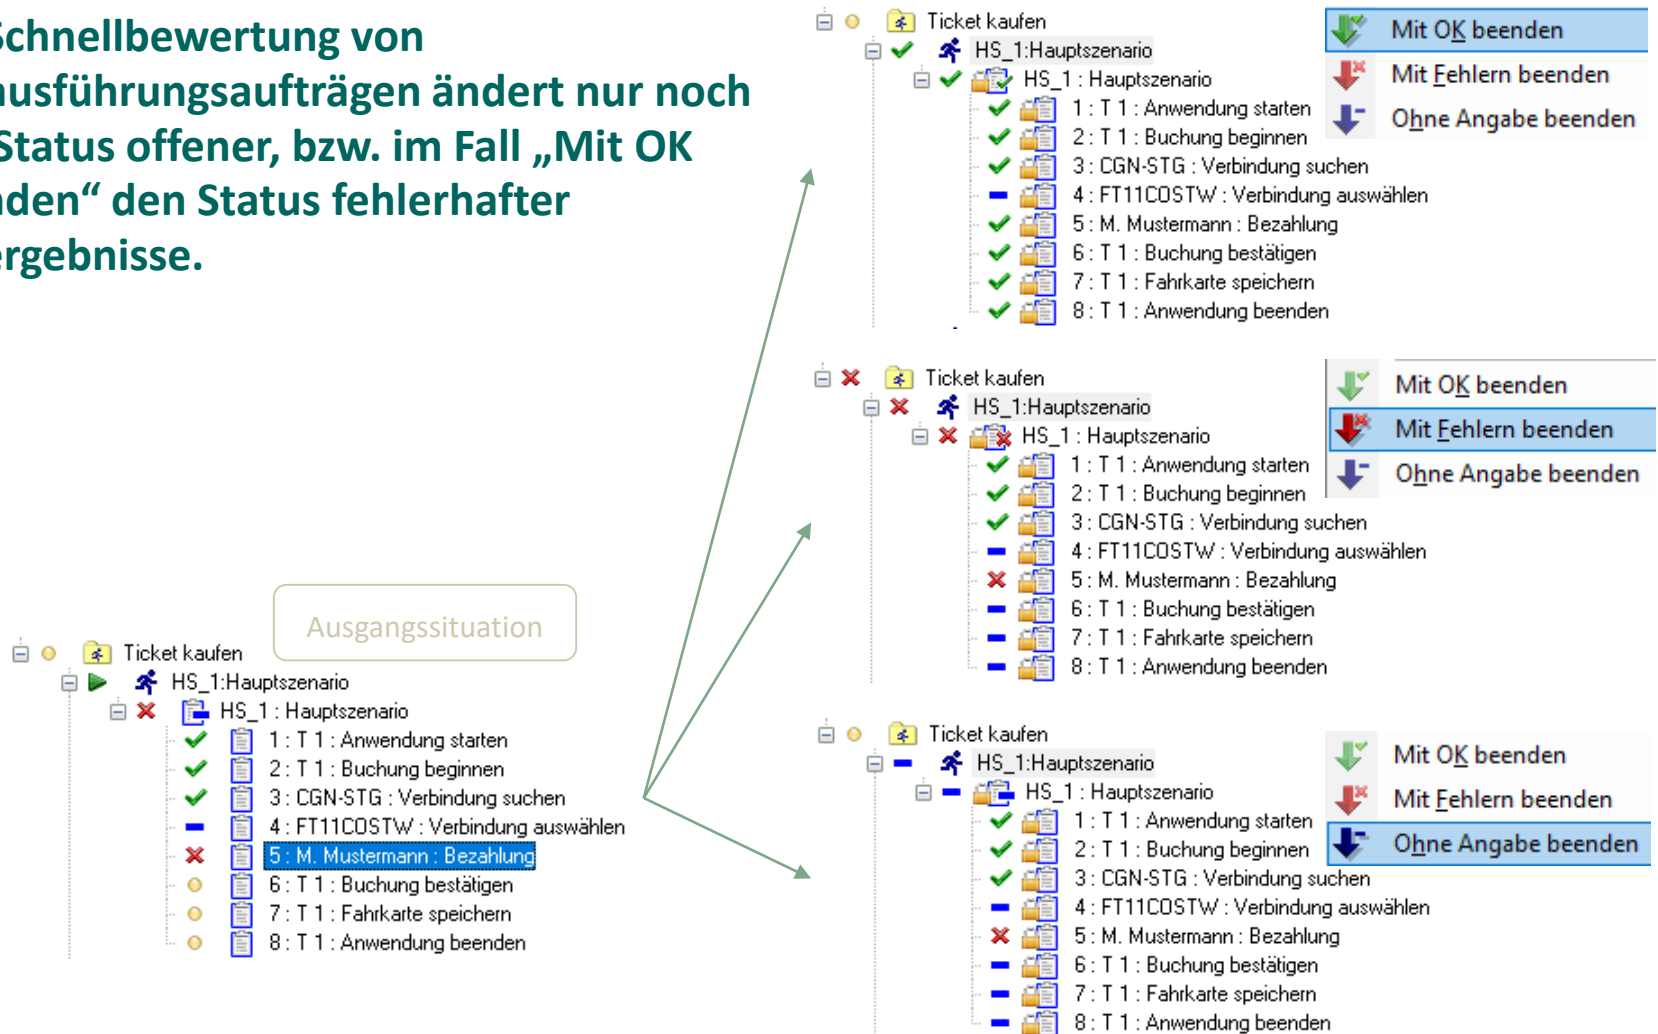 Schnellbewertung von
ausführungsaufträgen ändert nur noch
Status offener, bzw. im Fall „Mit OK
nden“ den Status fehlerhafter
ergebnisse.
Ticket kaufen
HS_1:Hauptszenario
HS_1 : Hauptszenario
1 : T 1 : Anwendung starten
2 : T 1 : Buchung beginnen
3 : CGN-STG : Verbindung suchen
4 : FT11COSTW : Verbindung auswählen
5 : M. Mustermann : Bezahlung
6 : T 1 : Buchung bestätigen
7 : T 1 : Fahrkarte speichern
8 : T 1 : Anwendung beenden
Mit OK beenden
Mit Fehlern beenden
Ohne Angabe beenden
Ticket kaufen
HS_1:Hauptszenario
HS_1 : Hauptszenario
1 : T 1 : Anwendung starten
2 : T 1 : Buchung beginnen
3 : CGN-STG : Verbindung suchen
4 : FT11COSTW : Verbindung auswählen
5 : M. Mustermann : Bezahlung
6 : T 1 : Buchung bestätigen
7 : T 1 : Fahrkarte speichern
8 : T 1 : Anwendung beenden
Mit OK beenden
Mit Fehlern beenden
Ohne Angabe beenden
Ausgangssituation
Ticket kaufen
HS_1:Hauptszenario
HS_1 : Hauptszenario
1 : T 1 : Anwendung starten
2 : T 1 : Buchung beginnen
3 : CGN-STG : Verbindung suchen
4 : FT11COSTW : Verbindung auswählen
5 : M. Mustermann : Bezahlung
6 : T 1 : Buchung bestätigen
7 : T 1 : Fahrkarte speichern
8 : T 1 : Anwendung beenden
Ticket kaufen
HS_1:Hauptszenario
HS_1 : Hauptszenario
1 : T 1 : Anwendung starten
2 : T 1 : Buchung beginnen
3 : CGN-STG : Verbindung suchen
4 : FT11COSTW : Verbindung auswählen
5 : M. Mustermann : Bezahlung
6 : T 1 : Buchung bestätigen
7 : T 1 : Fahrkarte speichern
8 : T 1 : Anwendung beenden
Mit OK beenden
Mit Fehlern beenden
Ohne Angabe beenden